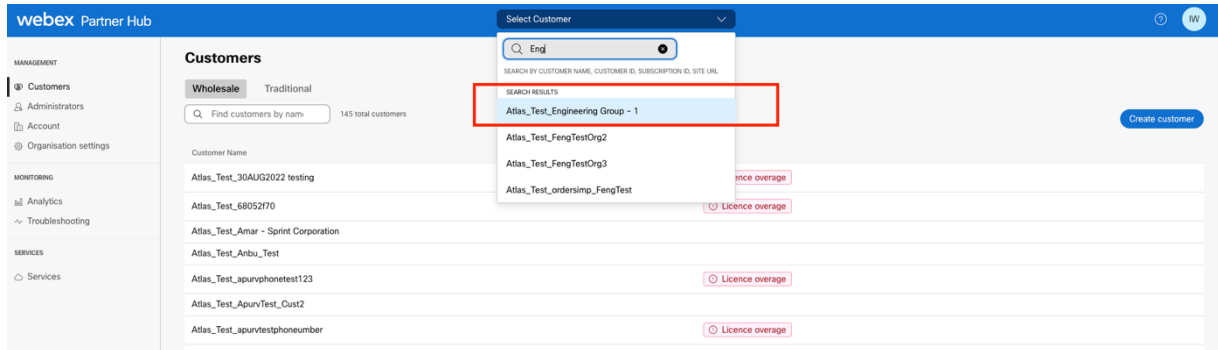 webex Partner Hub
Select Customer
IW
MANAGEMENT
Customers
Administrators
Account
Organisation settings
MONITORING
Analytics
Troubleshooting
SERVICES
Services
Customers
Wholesale Traditional
Find customers by name
145 total customers
Create customer
Customer Name
Atlas_Test_30AUG2022 testing
Licence overage
Atlas_Test_68052f70
Licence overage
Atlas_Test_Amar - Sprint Corporation
Atlas_Test_Anbu_Test
Atlas_Test_apurvphonetest123
Licence overage
Atlas_Test_ApurvTest_Cust2
Atlas_Test_apurvtestphoneumber
Licence overage
Eng
SEARCH BY CUSTOMER NAME, CUSTOMER ID, SUBSCRIPTION ID, SITE URL
SEARCH RESULTS
Atlas_Test_Engineering Group - 1
Atlas_Test_FengTestOrg2
Atlas_Test_FengTestOrg3
Atlas_Test_ordersimp_FengTest